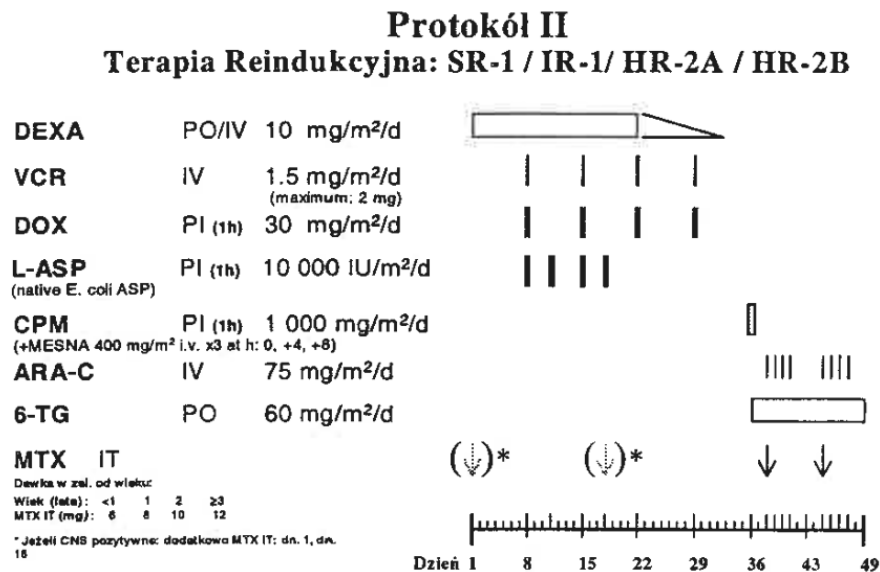 Protokół II
Terapia Reindukcyjna: SR-1 / IR-1/ HR-2A / HR-2B
DEXA PO/IV 10 mg/m²/d
VCR IV 1.5 mg/m²/d
(maximum: 2 mg)
DOX PI (1h) 30 mg/m²/d
L-ASP PI (1h) 10 000 IU/m²/d
(native E. coli ASP)
CPM PI (1h) 1 000 mg/m²/d
(+MESNA 400 mg/m² i.v. x3 at h: 0, +4, +8)
ARA-C IV 75 mg/m²/d
6-TG PO 60 mg/m²/d
MTX IT ( )* ( )*
Dawka w zal. od wieku:
Wiek (lata): <1 1 2 ≥3
MTX IT (mg): 6 8 10 12
* Jeżeli CNS pozytywne: dodatkowo MTX IT: dn. 1, dn.
18
Dzień 1 8 15 22 29 36 43 49